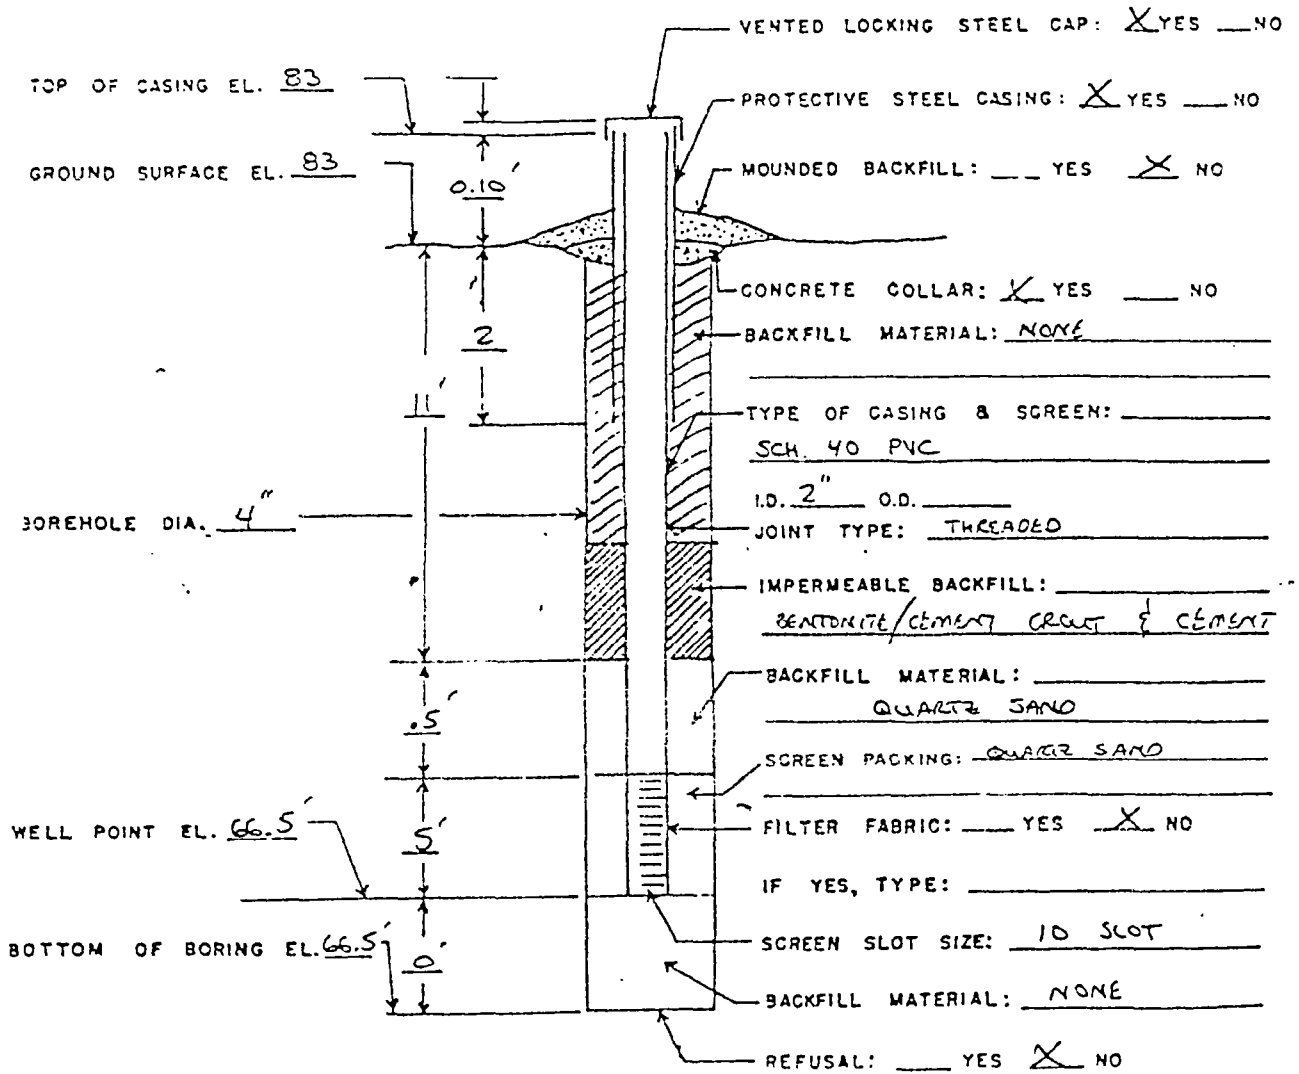 VENTED LOCKING STEEL CAP: X YES __ NO
TOP OF CASING EL. 83
PROTECTIVE STEEL CASING: X YES __ NO
GROUND SURFACE EL. 83
0.10'
MOUNDED BACKFILL: __ YES X NO
CONCRETE COLLAR: X YES __ NO
2'
BACKFILL MATERIAL: NONE
11'
TYPE OF CASING & SCREEN:
SCH. 40 PVC
I.D. 2" O.D.
BOREHOLE DIA. 4"
JOINT TYPE: THREADED
IMPERMEABLE BACKFILL:
BENTONITE/CEMENT GROUT & CEMENT
.5'
BACKFILL MATERIAL:
QUARTZ SAND
SCREEN PACKING: QUARTZ SAND
WELL POINT EL. 66.5'
5'
FILTER FABRIC: __ YES X NO
IF YES, TYPE:
BOTTOM OF BORING EL. 66.5'
0'
SCREEN SLOT SIZE: 10 SLOT
BACKFILL MATERIAL: NONE
REFUSAL: __ YES X NO